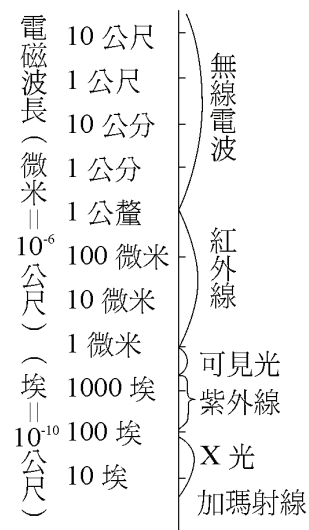 電磁波長（微米＝10⁻⁶公尺）（埃＝10⁻¹⁰公尺）
10 公尺
1 公尺
10 公分
1 公分
1 公釐
100 微米
10 微米
1 微米
1000 埃
100 埃
10 埃
無線電波
紅外線
可見光
紫外線
X 光
加瑪射線